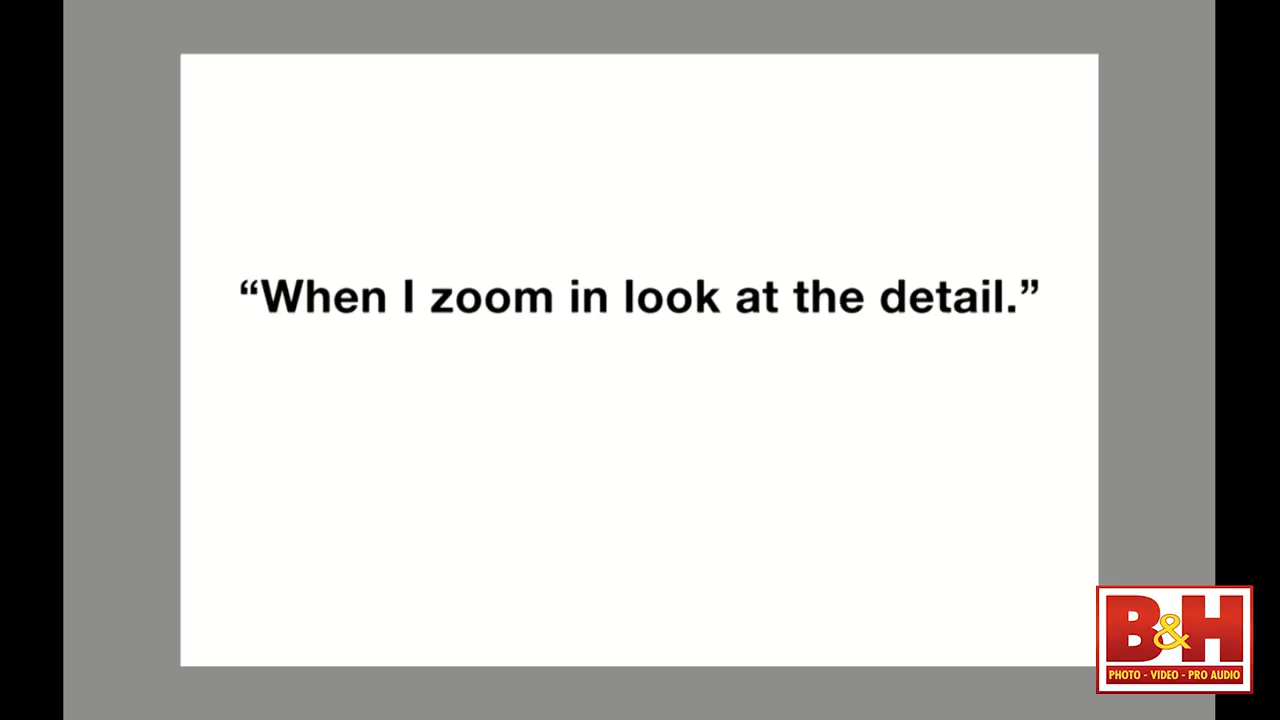 “When I zoom in look at the detail.”
B&H
PHOTO - VIDEO - PRO AUDIO